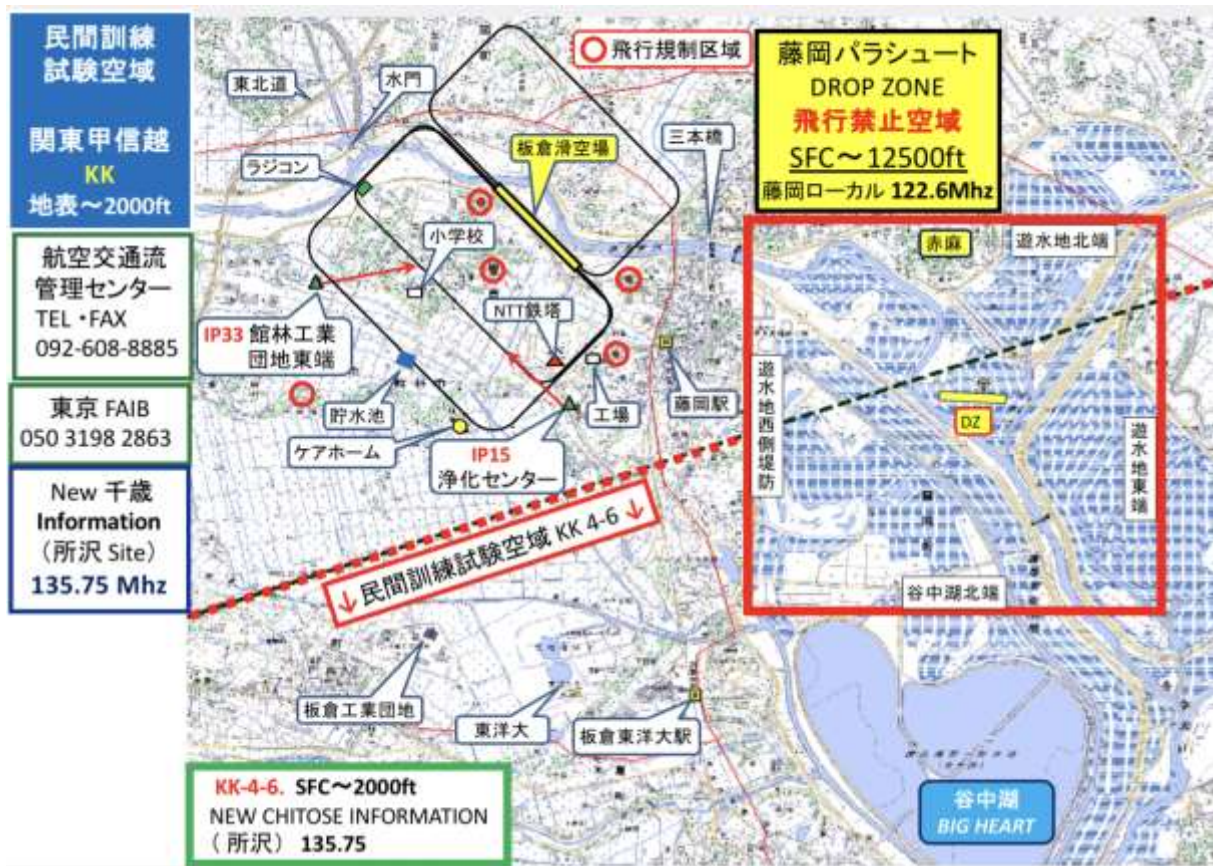 民間訓練
試験空域
関東甲信越
KK
地表～2000ft
航空交通流
管理センター
TEL・FAX
092-608-8885
東京 FAIB
050 3198 2863
New 千歳
Information
（所沢 Site）
135.75 Mhz
東北道
水門
飛行規制区域
ラジコン
板倉滑空場
三本橋
小学校
NTT鉄塔
IP33 館林工業
団地東端
貯水池
ケアホーム
IP15
浄化センター
工場
藤岡駅
藤岡パラシュート
DROP ZONE
飛行禁止空域
SFC～12500ft
藤岡ローカル 122.6Mhz
赤麻
遊水地北端
遊水地西側堤防
DZ
遊水地東端
谷中湖北端
↓ 民間訓練試験空域 KK 4-6 ↓
板倉工業団地
東洋大
板倉東洋大駅
谷中湖
BIG HEART
KK-4-6. SFC～2000ft
NEW CHITOSE INFORMATION
（ 所沢） 135.75